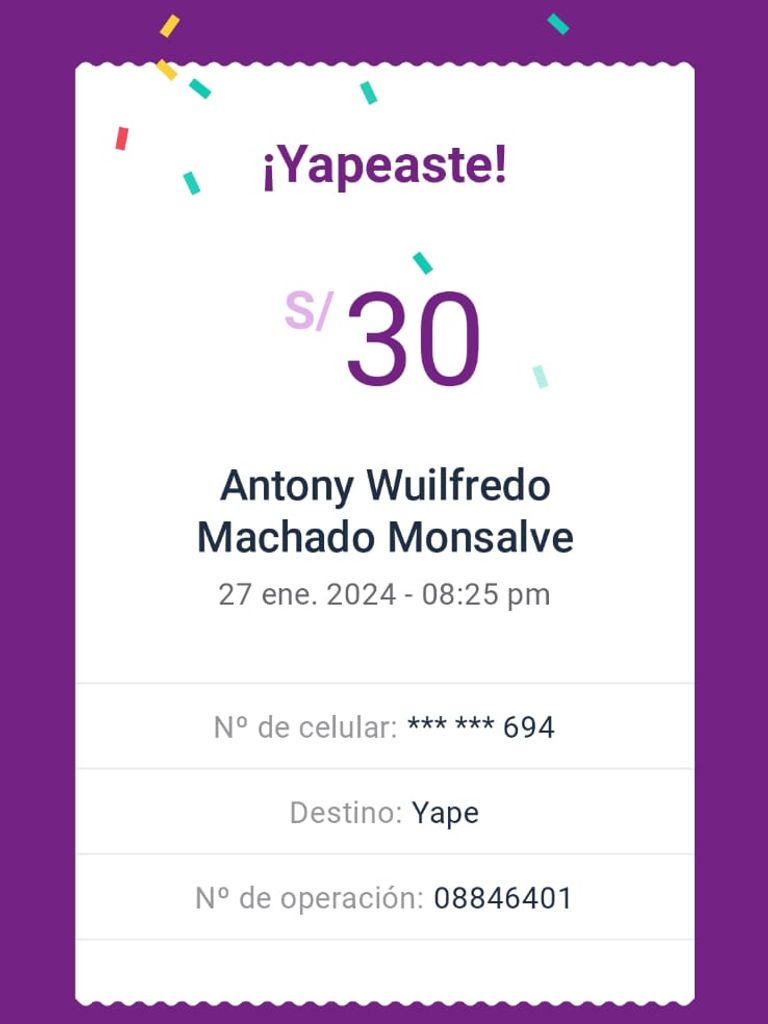 ¡Yapeaste!
S/ 30
Antony Wuilfredo
Machado Monsalve
27 ene. 2024 - 08:25 pm
Nº de celular: *** *** 694
Destino: Yape
Nº de operación: 08846401